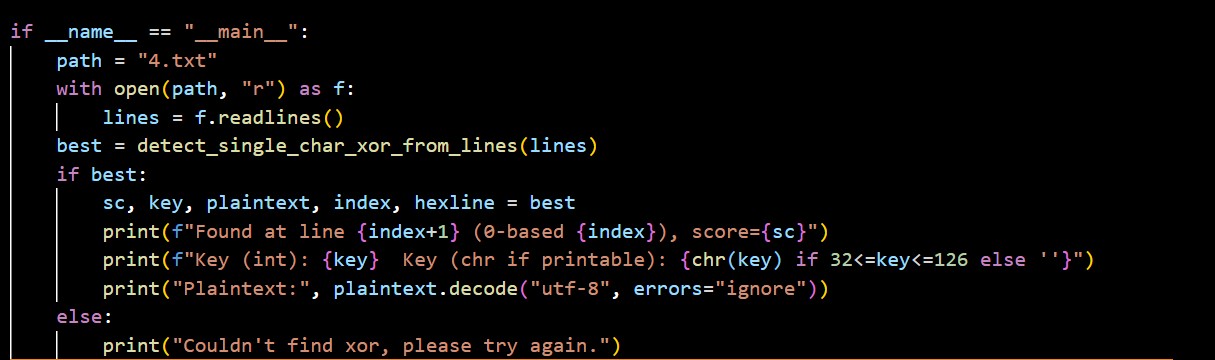 if __name__ == "__main__":
    path = "4.txt"
    with open(path, "r") as f:
        lines = f.readlines()
    best = detect_single_char_xor_from_lines(lines)
    if best:
        sc, key, plaintext, index, hexline = best
        print(f"Found at line {index+1} (0-based {index}), score={sc}")
        print(f"Key (int): {key}  Key (chr if printable): {chr(key) if 32<=key<=126 else ''}")
        print("Plaintext:", plaintext.decode("utf-8", errors="ignore"))
    else:
        print("Couldn't find xor, please try again.")